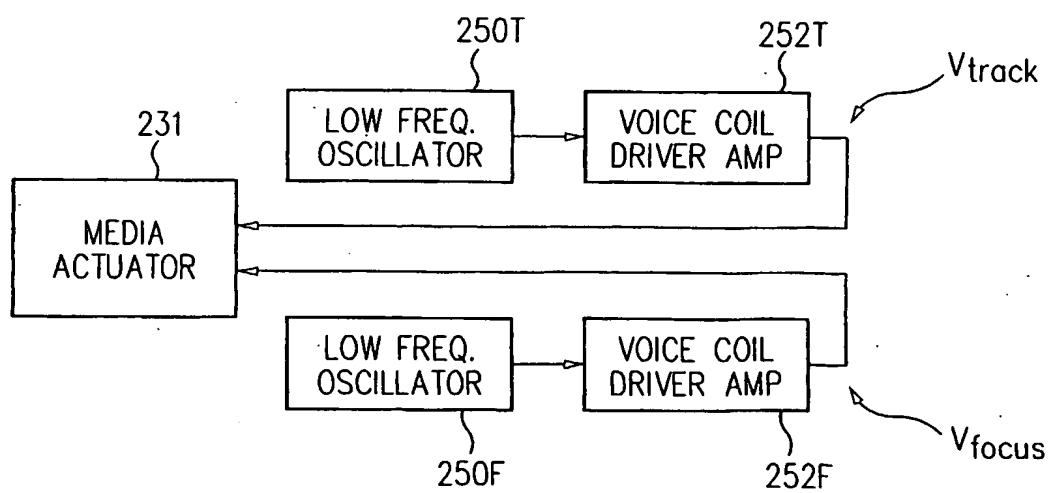 250T
252T
Vtrack
LOW FREQ.
OSCILLATOR
VOICE COIL
DRIVER AMP
231
MEDIA
ACTUATOR
LOW FREQ.
OSCILLATOR
VOICE COIL
DRIVER AMP
Vfocus
250F
252F